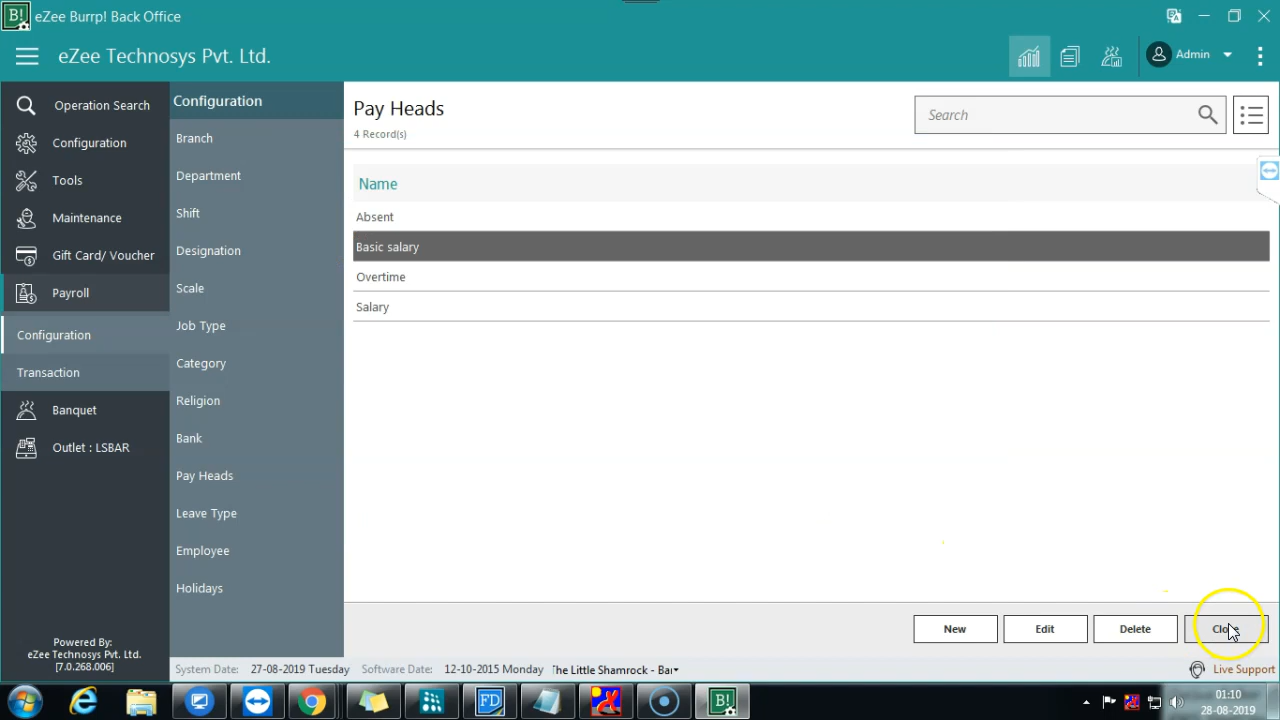 B!
eZee Burrp! Back Office
eZee Technosys Pvt. Ltd.
Admin
Operation Search
Configuration
Tools
Maintenance
Gift Card/ Voucher
Payroll
Configuration
Transaction
Banquet
Outlet : LSBAR
Powered By:
eZee Technosys Pvt. Ltd.
[7.0.268.006]
Configuration
Branch
Department
Shift
Designation
Scale
Job Type
Category
Religion
Bank
Pay Heads
Leave Type
Employee
Holidays
Pay Heads
4 Record(s)
Search
Name
Absent
Basic salary
Overtime
Salary
New
Edit
Delete
Close
System Date: 27-08-2019 Tuesday Software Date: 12-10-2015 Monday The Little Shamrock - Bar
Live Support
FD
B!
01:10
28-08-2019